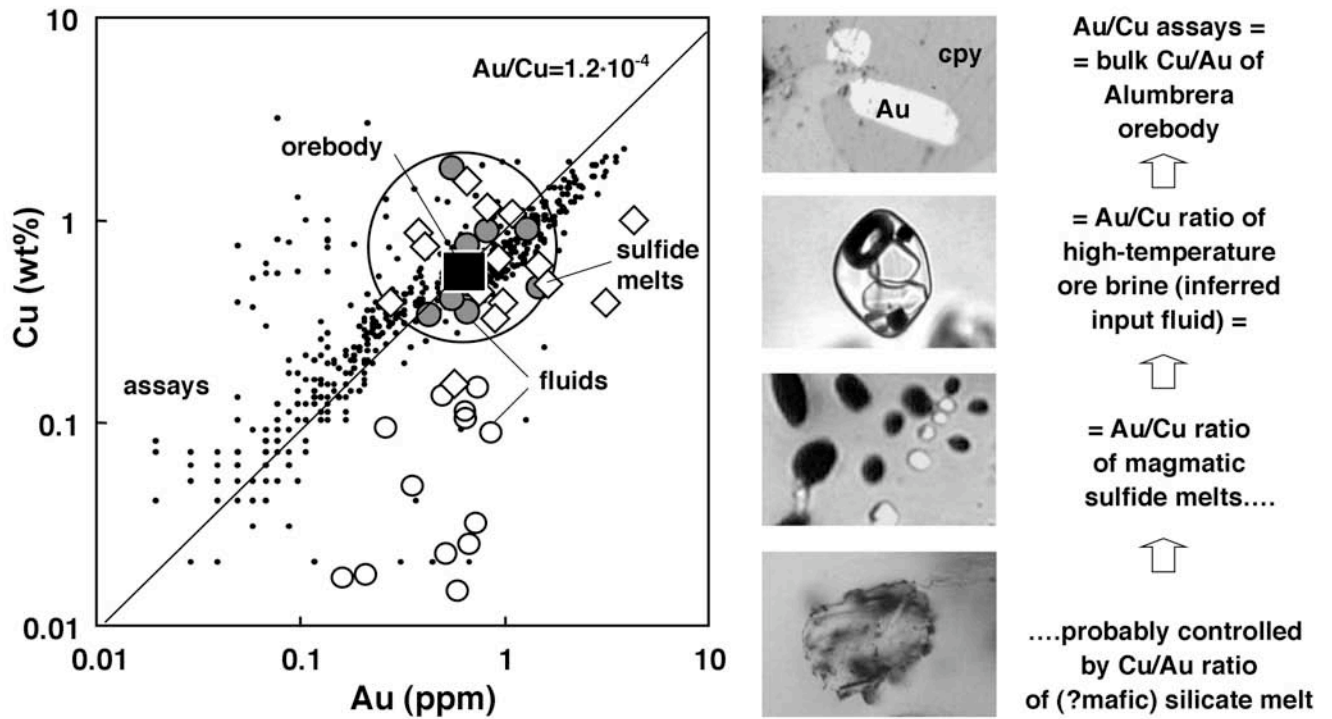 10
1
0.1
0.01
Cu (wt%)
0.01
0.1
1
10
Au (ppm)
Au/Cu=1.2·10⁻⁴
orebody
sulfide
melts
assays
fluids
cpy
Au
Au/Cu assays =
= bulk Cu/Au of
Alumbrera
orebody
= Au/Cu ratio of
high-temperature
ore brine (inferred
input fluid) =
= Au/Cu ratio
of magmatic
sulfide melts....
....probably controlled
by Cu/Au ratio
of (?mafic) silicate melt